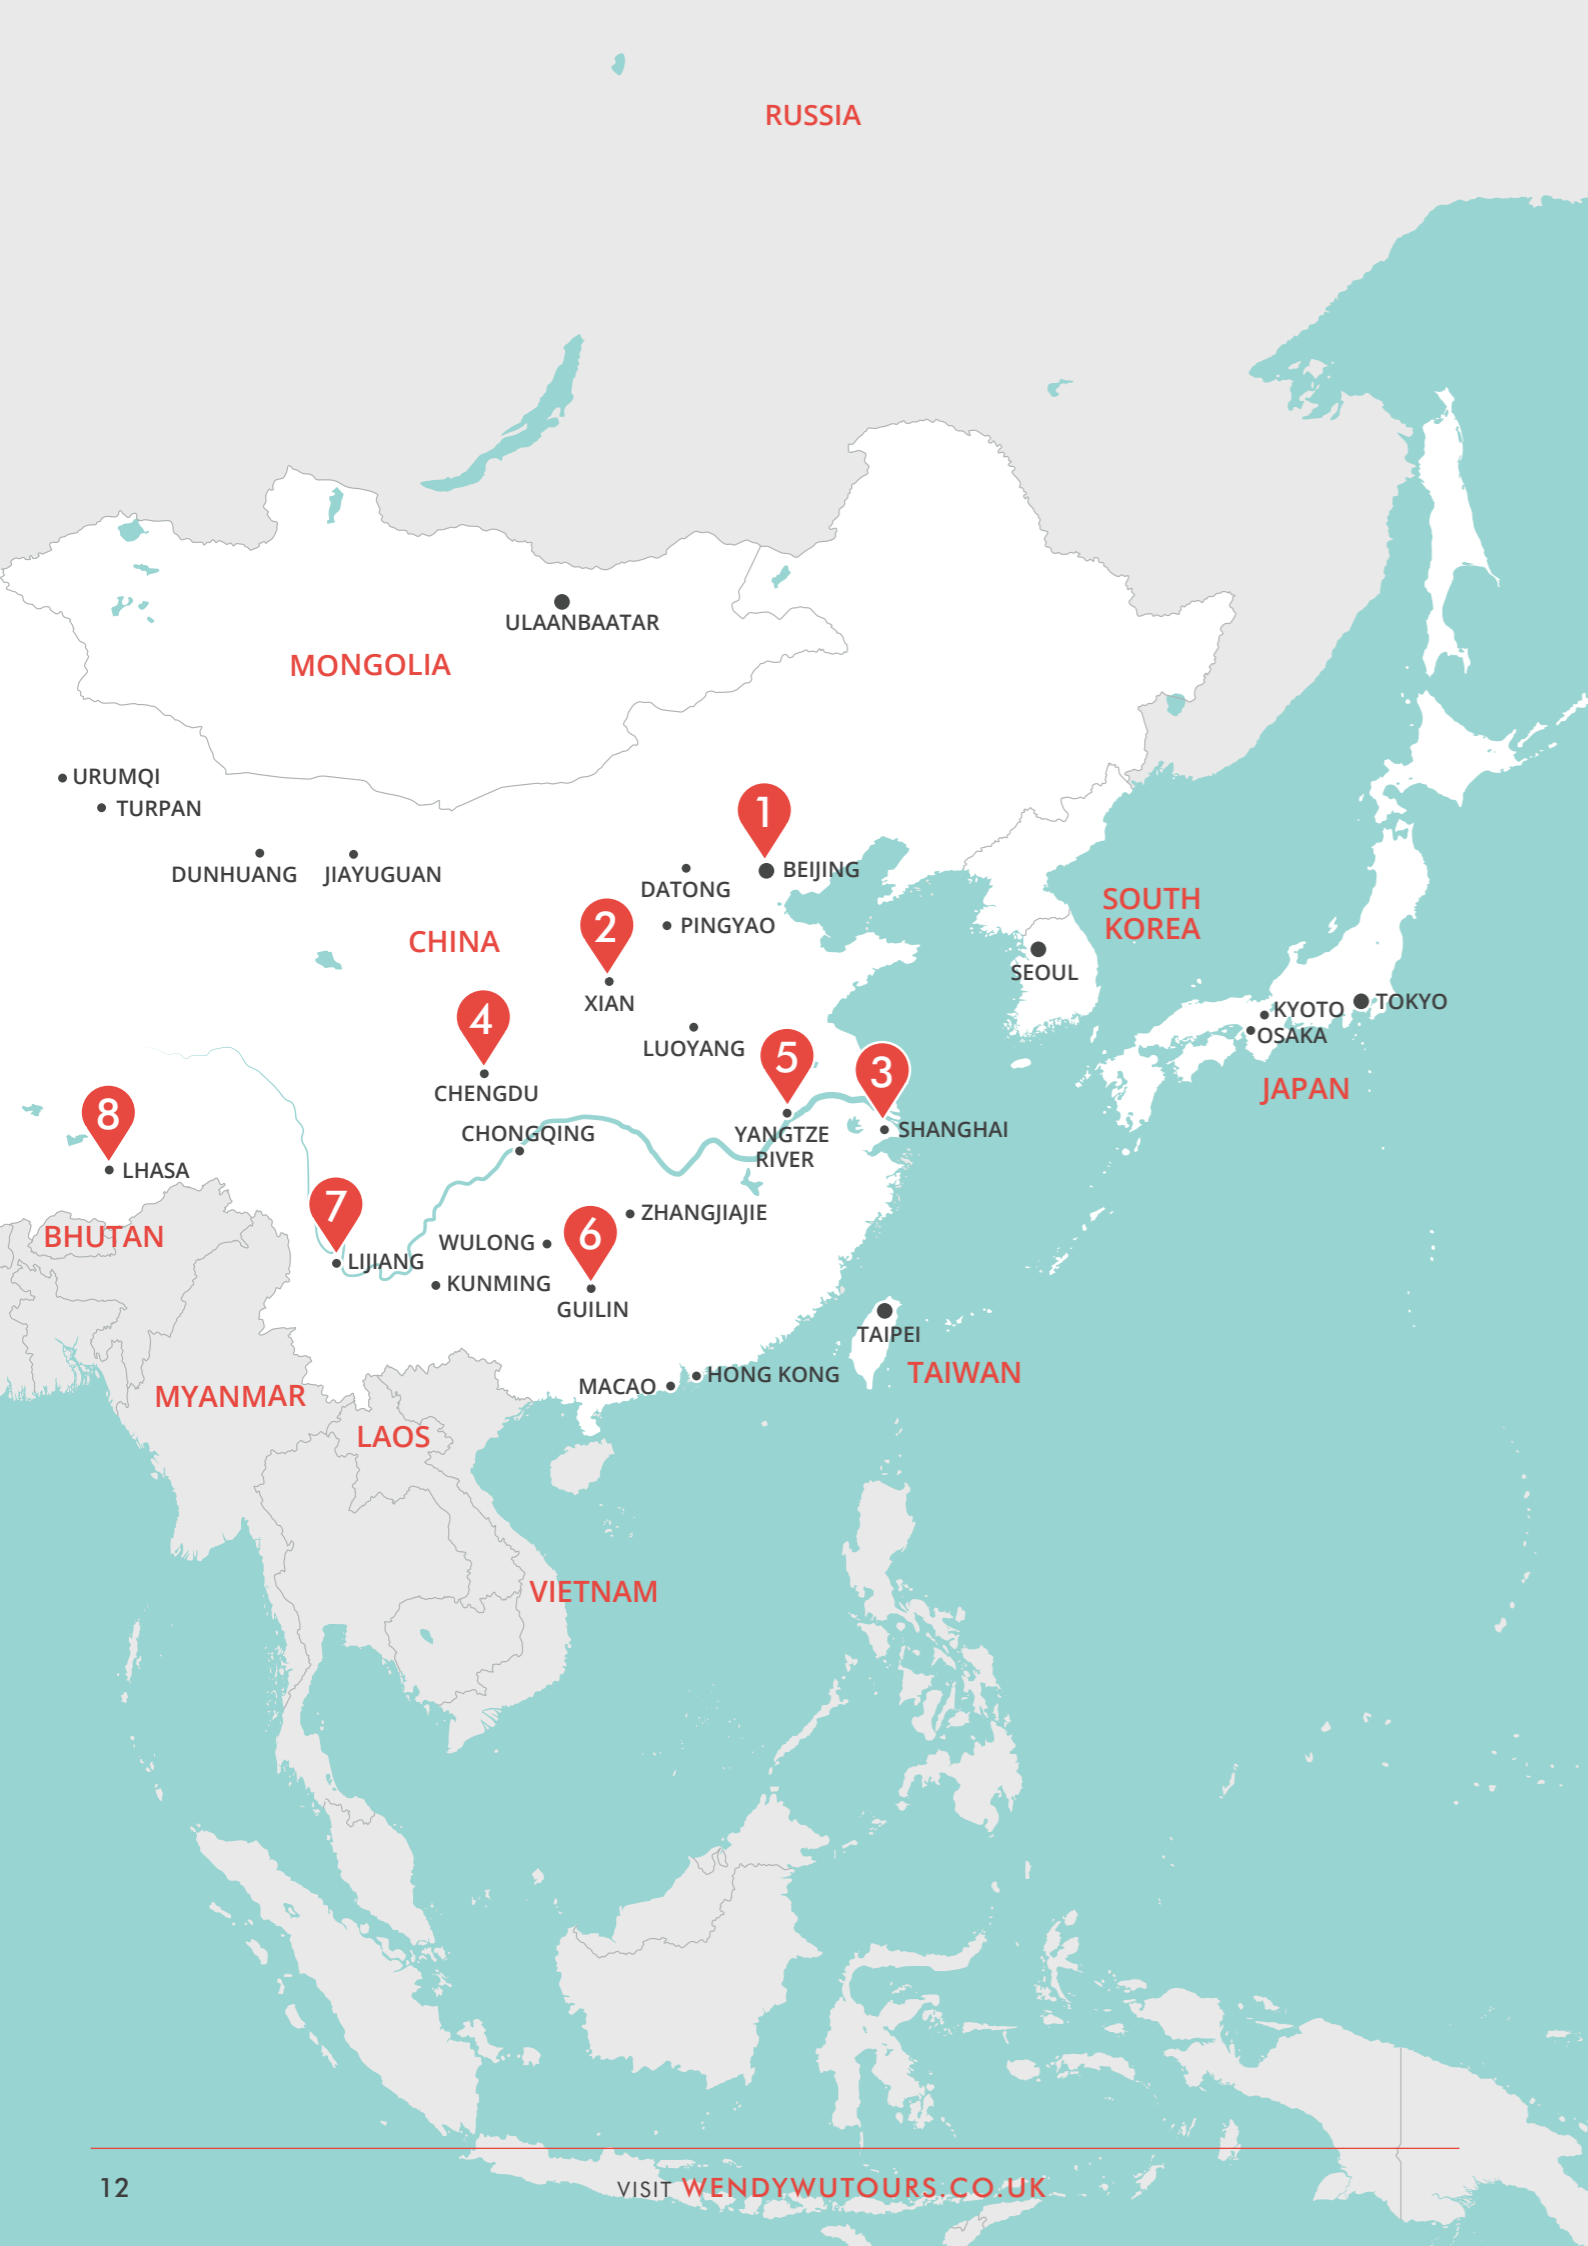 RUSSIA
ULAANBAATAR
MONGOLIA
URUMQI
TURPAN
1
DUNHUANG
JIAYUGUAN
BEIJING
DATONG
2
PINGYAO
CHINA
SOUTH
KOREA
SEOUL
XIAN
4
KYOTO
TOKYO
OSAKA
LUOYANG
5
3
CHENGDU
JAPAN
8
CHONGQING
YANGTZE
RIVER
SHANGHAI
LHASA
7
ZHANGJIAJIE
BHUTAN
WULONG
6
LIJIANG
KUNMING
GUILIN
TAIPEI
TAIWAN
MACAO
HONG KONG
MYANMAR
LAOS
VIETNAM
12
VISIT WENDYWUTOURS.CO.UK